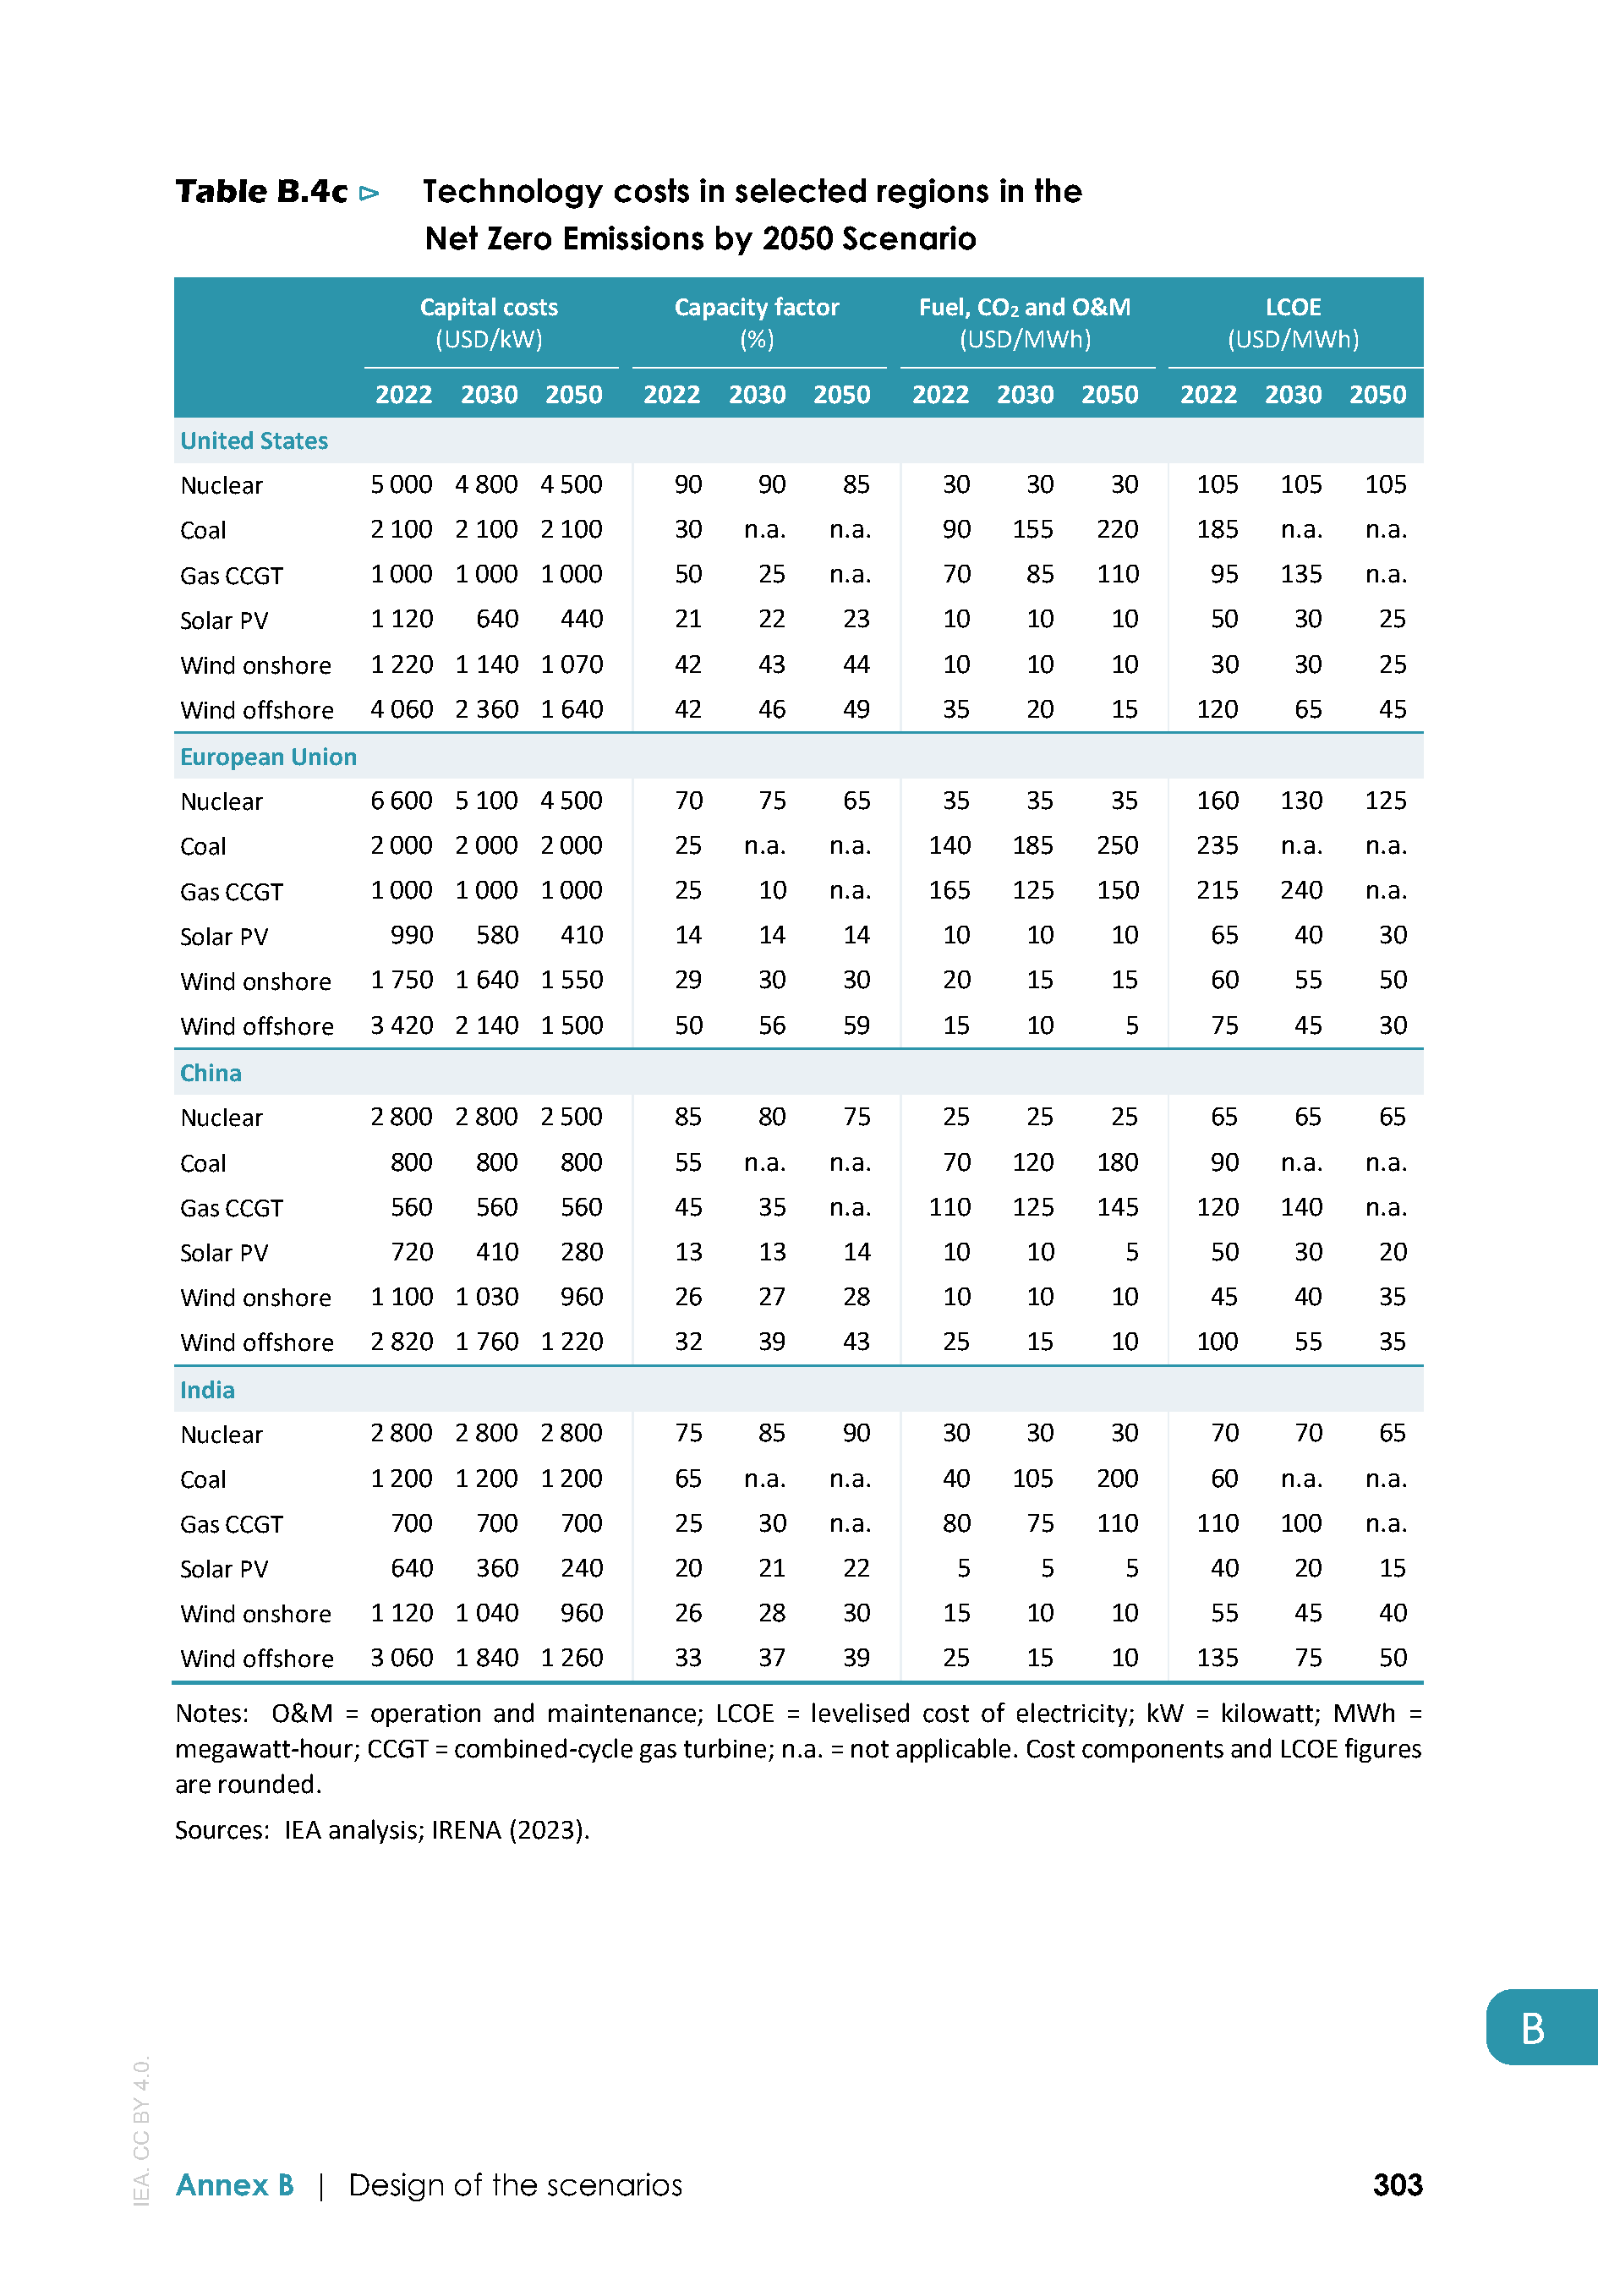 Table B.4c ⊳ Technology costs in selected regions in the
Net Zero Emissions by 2050 Scenario
Capital costs Capacity factor Fuel, CO₂ and O&M LCOE
(USD/kW) (%) (USD/MWh) (USD/MWh)
2022 2030 2050 2022 2030 2050 2022 2030 2050 2022 2030 2050
United States
Nuclear 5 000 4 800 4 500 90 90 85 30 30 30 105 105 105
Coal 2 100 2 100 2 100 30 n.a. n.a. 90 155 220 185 n.a. n.a.
Gas CCGT 1 000 1 000 1 000 50 25 n.a. 70 85 110 95 135 n.a.
Solar PV 1 120 640 440 21 22 23 10 10 10 50 30 25
Wind onshore 1 220 1 140 1 070 42 43 44 10 10 10 30 30 25
Wind offshore 4 060 2 360 1 640 42 46 49 35 20 15 120 65 45
European Union
Nuclear 6 600 5 100 4 500 70 75 65 35 35 35 160 130 125
Coal 2 000 2 000 2 000 25 n.a. n.a. 140 185 250 235 n.a. n.a.
Gas CCGT 1 000 1 000 1 000 25 10 n.a. 165 125 150 215 240 n.a.
Solar PV 990 580 410 14 14 14 10 10 10 65 40 30
Wind onshore 1 750 1 640 1 550 29 30 30 20 15 15 60 55 50
Wind offshore 3 420 2 140 1 500 50 56 59 15 10 5 75 45 30
China
Nuclear 2 800 2 800 2 500 85 80 75 25 25 25 65 65 65
Coal 800 800 800 55 n.a. n.a. 70 120 180 90 n.a. n.a.
Gas CCGT 560 560 560 45 35 n.a. 110 125 145 120 140 n.a.
Solar PV 720 410 280 13 13 14 10 10 5 50 30 20
Wind onshore 1 100 1 030 960 26 27 28 10 10 10 45 40 35
Wind offshore 2 820 1 760 1 220 32 39 43 25 15 10 100 55 35
India
Nuclear 2 800 2 800 2 800 75 85 90 30 30 30 70 70 65
Coal 1 200 1 200 1 200 65 n.a. n.a. 40 105 200 60 n.a. n.a.
Gas CCGT 700 700 700 25 30 n.a. 80 75 110 110 100 n.a.
Solar PV 640 360 240 20 21 22 5 5 5 40 20 15
Wind onshore 1 120 1 040 960 26 28 30 15 10 10 55 45 40
Wind offshore 3 060 1 840 1 260 33 37 39 25 15 10 135 75 50
Notes: O&M = operation and maintenance; LCOE = levelised cost of electricity; kW = kilowatt; MWh =
megawatt-hour; CCGT = combined-cycle gas turbine; n.a. = not applicable. Cost components and LCOE figures
are rounded.
Sources: IEA analysis; IRENA (2023).
B
IEA. CC BY 4.0.
Annex B | Design of the scenarios 303